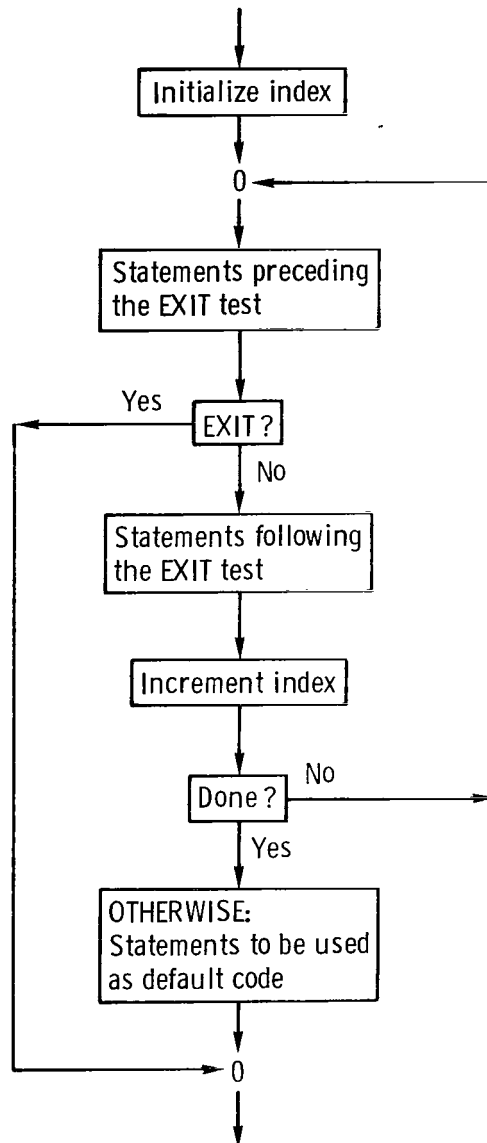 Initialize index
0
Statements preceding
the EXIT test
Yes
EXIT?
No
Statements following
the EXIT test
Increment index
No
Done?
Yes
OTHERWISE:
Statements to be used
as default code
0